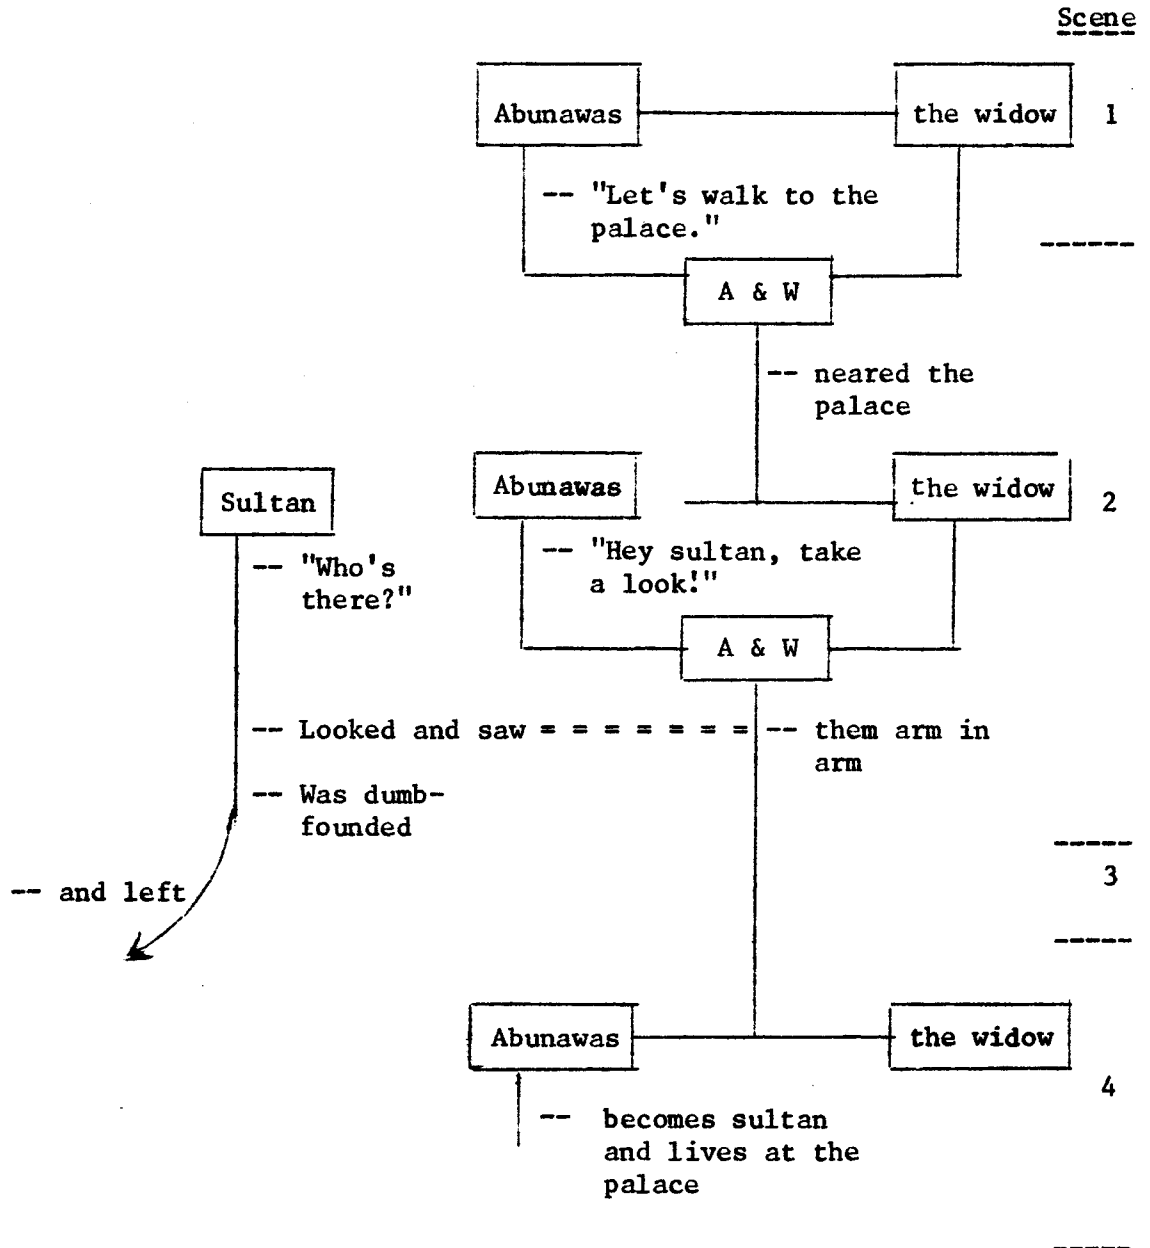 Scene
Abunawas the widow 1
-- "Let's walk to the
palace."
A & W
-- neared the
palace
Sultan Abunawas the widow 2
-- "Who's
there?"
-- "Hey sultan, take
a look!"
A & W
-- Looked and saw = = = = = = = -- them arm in
arm
-- Was dumb-
founded
3
-- and left
Abunawas the widow
4
-- becomes sultan
and lives at the
palace